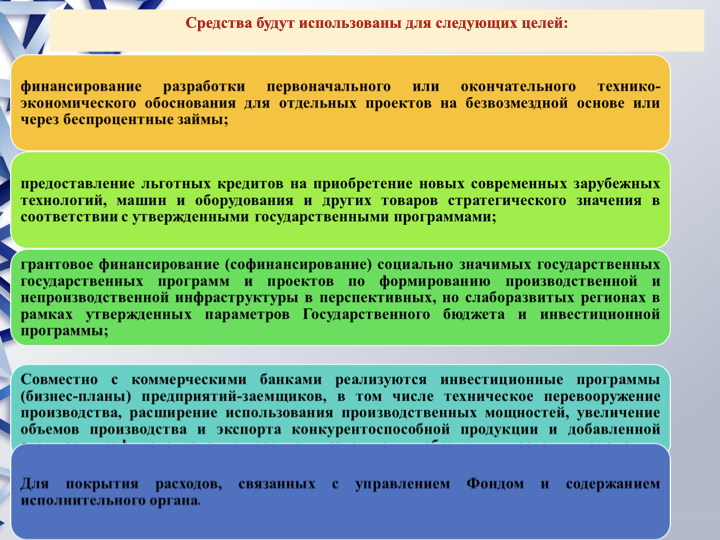 Средства будут использованы для следующих целей:
финансирование разработки первоначального или окончательного технико-
экономического обоснования для отдельных проектов на безвозмездной основе или
через беспроцентные займы;
предоставление льготных кредитов на приобретение новых современных зарубежных
технологий, машин и оборудования и других товаров стратегического значения в
соответствии с утвержденными государственными программами;
грантовое финансирование (софинансирование) социально значимых государственных
государственных программ и проектов по формированию производственной и
непроизводственной инфраструктуры в перспективных, но слаборазвитых регионах в
рамках утвержденных параметров Государственного бюджета и инвестиционной
программы;
Совместно с коммерческими банками реализуются инвестиционные программы
(бизнес-планы) предприятий-заемщиков, в том числе техническое перевооружение
производства, расширение использования производственных мощностей, увеличение
объемов производства и экспорта конкурентоспособной продукции и добавленной
Для покрытия расходов, связанных с управлением Фондом и содержанием
исполнительного органа.